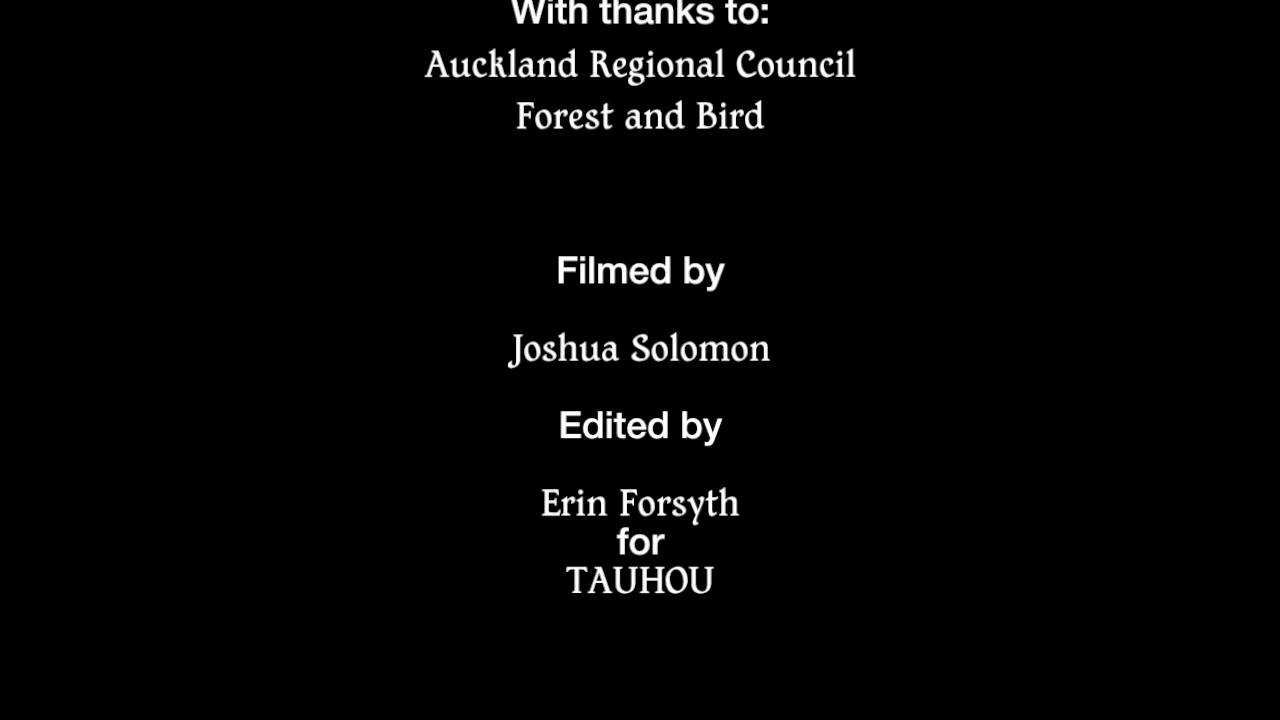 With thanks to:
Auckland Regional Council
Forest and Bird
Filmed by
Joshua Solomon
Edited by
Erin Forsyth
for
TAUHOU